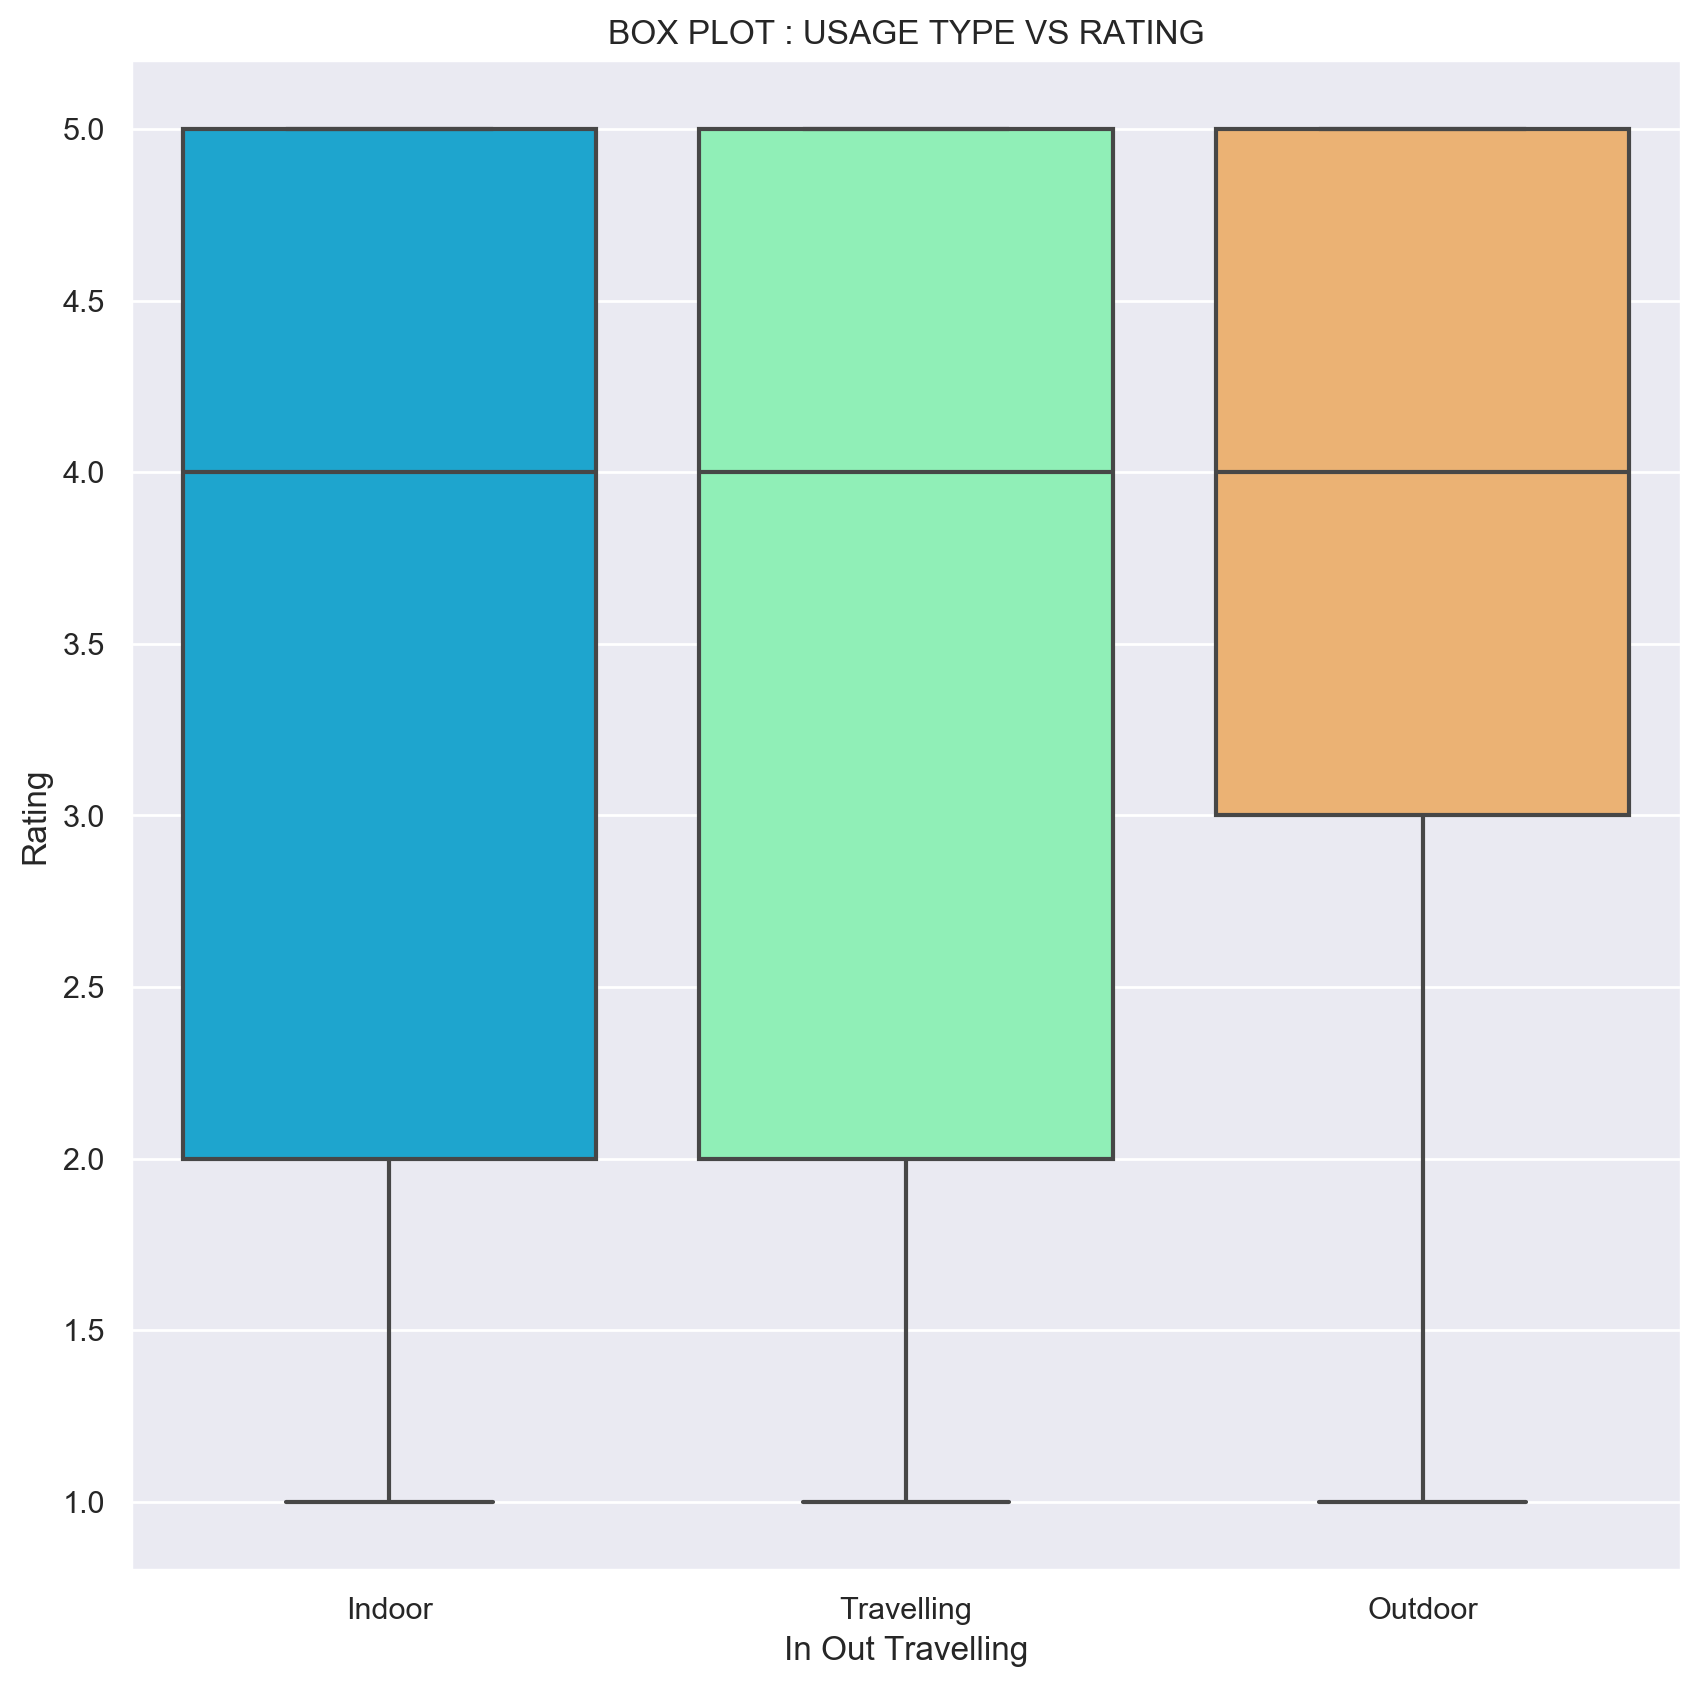 BOX PLOT : USAGE TYPE VS RATING
5.0
4.5
4.0
3.5
3.0
2.5
2.0
1.5
1.0
Rating
Indoor
Travelling
Outdoor
In Out Travelling